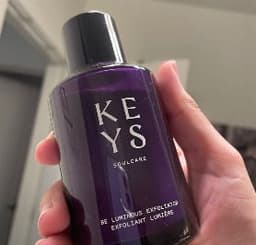 KE
YS
SOULCARE
BE LUMINOUS EXFOLIATOR
EXFOLIANT LUMIÈRE